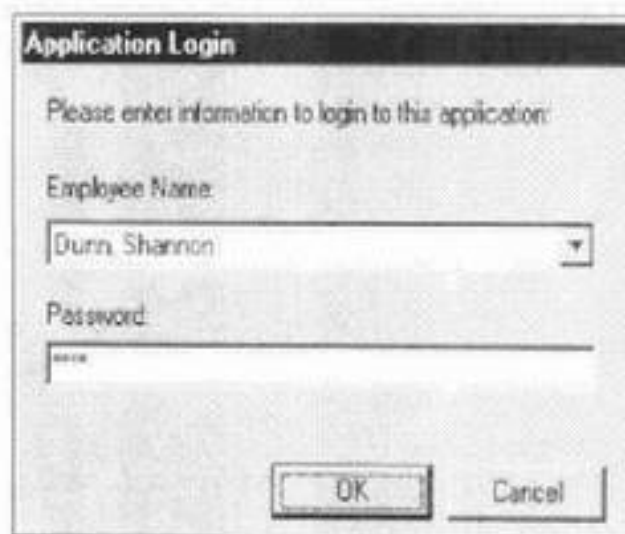 Application Login
Please enter information to login to this application:
Employee Name:
Dunn, Shannon
Password:
****
OK
Cancel